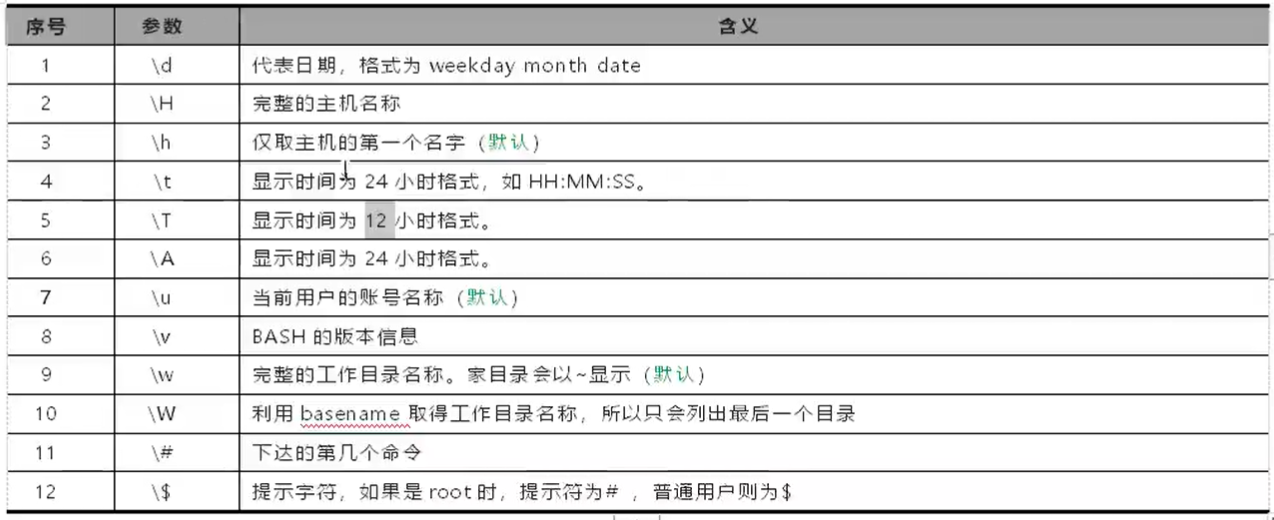 序号 参数 含义
1 \d 代表日期，格式为 weekday month date
2 \H 完整的主机名称
3 \h 仅取主机的第一个名字（默认）
4 \t 显示时间为 24 小时格式，如 HH:MM:SS。
5 \T 显示时间为 12 小时格式。
6 \A 显示时间为 24 小时格式。
7 \u 当前用户的账号名称（默认）
8 \v BASH 的版本信息
9 \w 完整的工作目录名称。家目录会以~显示（默认）
10 \W 利用 basename 取得工作目录名称，所以只会列出最后一个目录
11 \# 下达的第几个命令
12 \$ 提示字符，如果是 root 时，提示符为# ，普通用户则为$